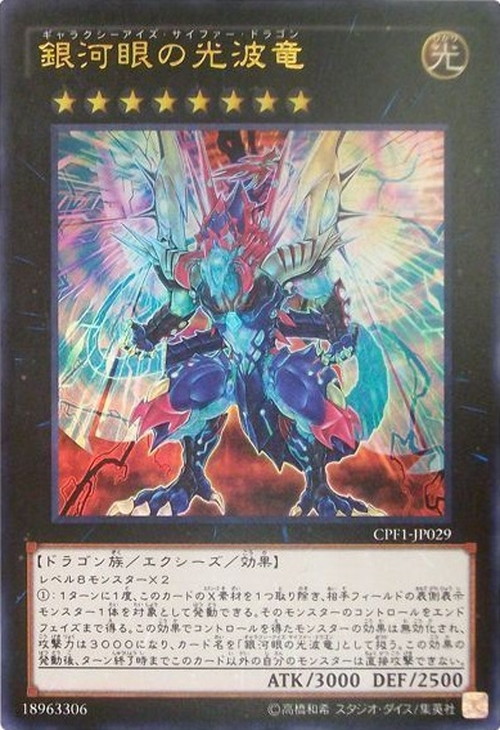 ギャラクシーアイズ・サイファー・ドラゴン
銀河眼の光波竜
光
CPF1-JP029
【ドラゴン族／エクシーズ／効果】
レベル８モンスター×２
①：１ターンに１度、このカードのX素材を１つ取り除き、相手フィールドの表側表示
モンスター１体を対象として発動できる。そのモンスターのコントロールをエンド
フェイズまで得る。この効果でコントロールを得たモンスターの効果は無効化され、
攻撃力は３０００になり、カード名を「銀河眼の光波竜」として扱う。この効果の
発動後、ターン終了時までこのカード以外の自分のモンスターは直接攻撃できない。
ATK/3000 DEF/2500
18963306
©高橋和希 スタジオ・ダイス/集英社